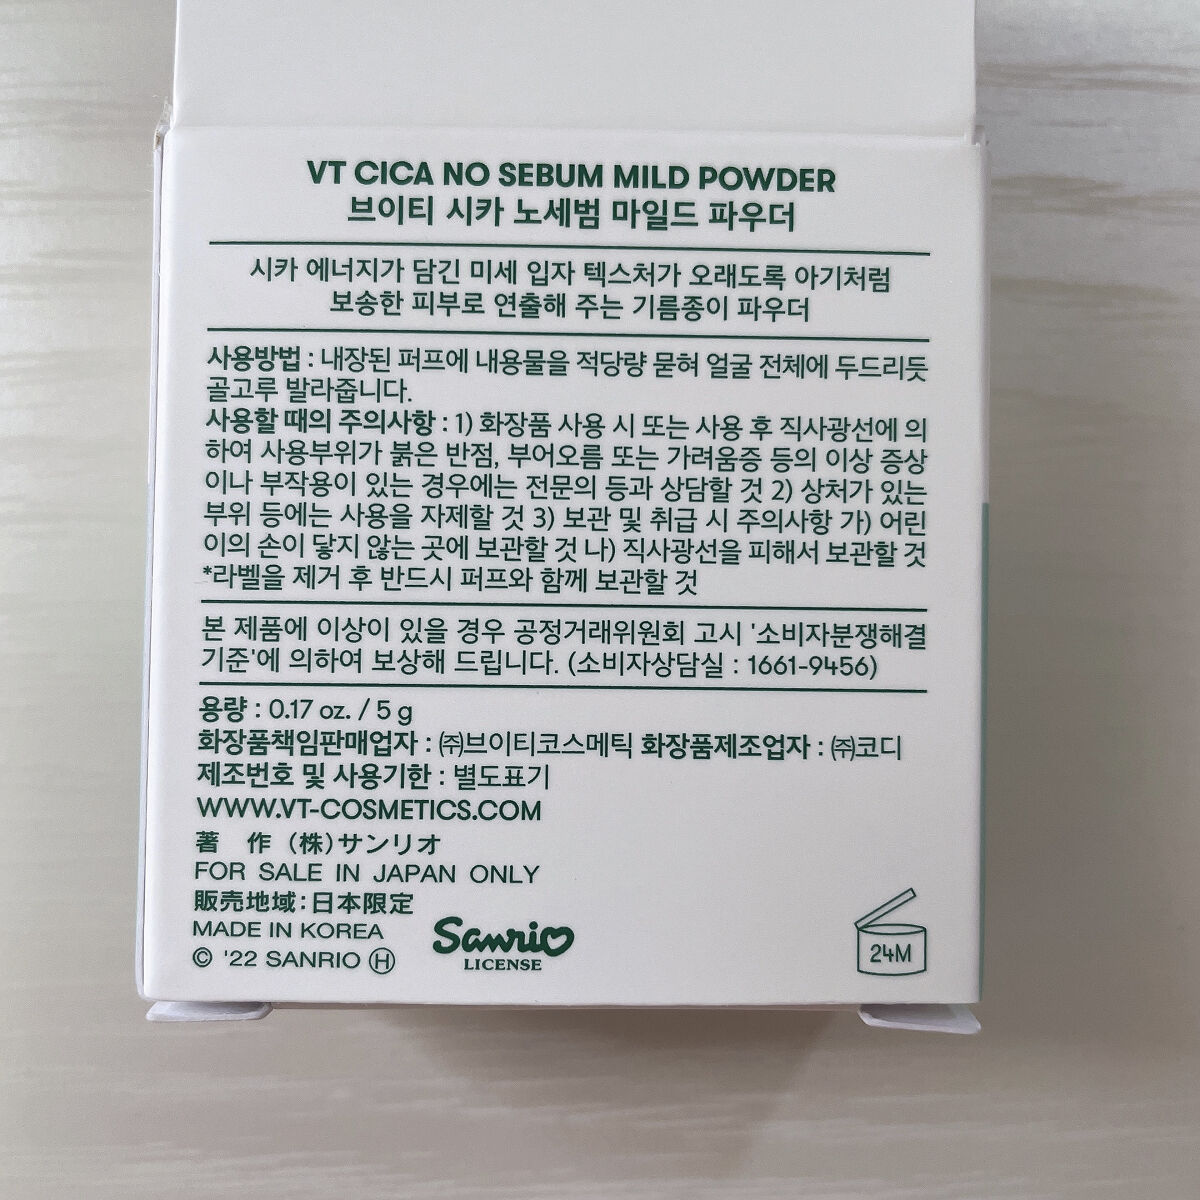 VT CICA NO SEBUM MILD POWDER
브이티 시카 노세범 마일드 파우더
시카 에너지가 담긴 미세 입자 텍스처가 오래도록 아기처럼
보송한 피부로 연출해 주는 기름종이 파우더
사용방법 : 내장된 퍼프에 내용물을 적당량 묻혀 얼굴 전체에 두드리듯
골고루 발라줍니다.
사용할 때의 주의사항 : 1) 화장품 사용 시 또는 사용 후 직사광선에 의
하여 사용부위가 붉은 반점, 부어오름 또는 가려움증 등의 이상 증상
이나 부작용이 있는 경우에는 전문의 등과 상담할 것 2) 상처가 있는
부위 등에는 사용을 자제할 것 3) 보관 및 취급 시 주의사항 가) 어린
이의 손이 닿지 않는 곳에 보관할 것 나) 직사광선을 피해서 보관할 것
*라벨을 제거 후 반드시 퍼프와 함께 보관할 것
본 제품에 이상이 있을 경우 공정거래위원회 고시 '소비자분쟁해결
기준'에 의하여 보상해 드립니다. (소비자상담실 : 1661-9456)
용량 : 0.17 oz. / 5 g
화장품책임판매업자 : ㈜브이티코스메틱 화장품제조업자 : ㈜코디
제조번호 및 사용기한 : 별도표기
WWW.VT-COSMETICS.COM
著 作 (株)サンリオ
FOR SALE IN JAPAN ONLY
販売地域:日本限定
MADE IN KOREA
© '22 SANRIO Ⓗ
Sanrio
LICENSE
24M